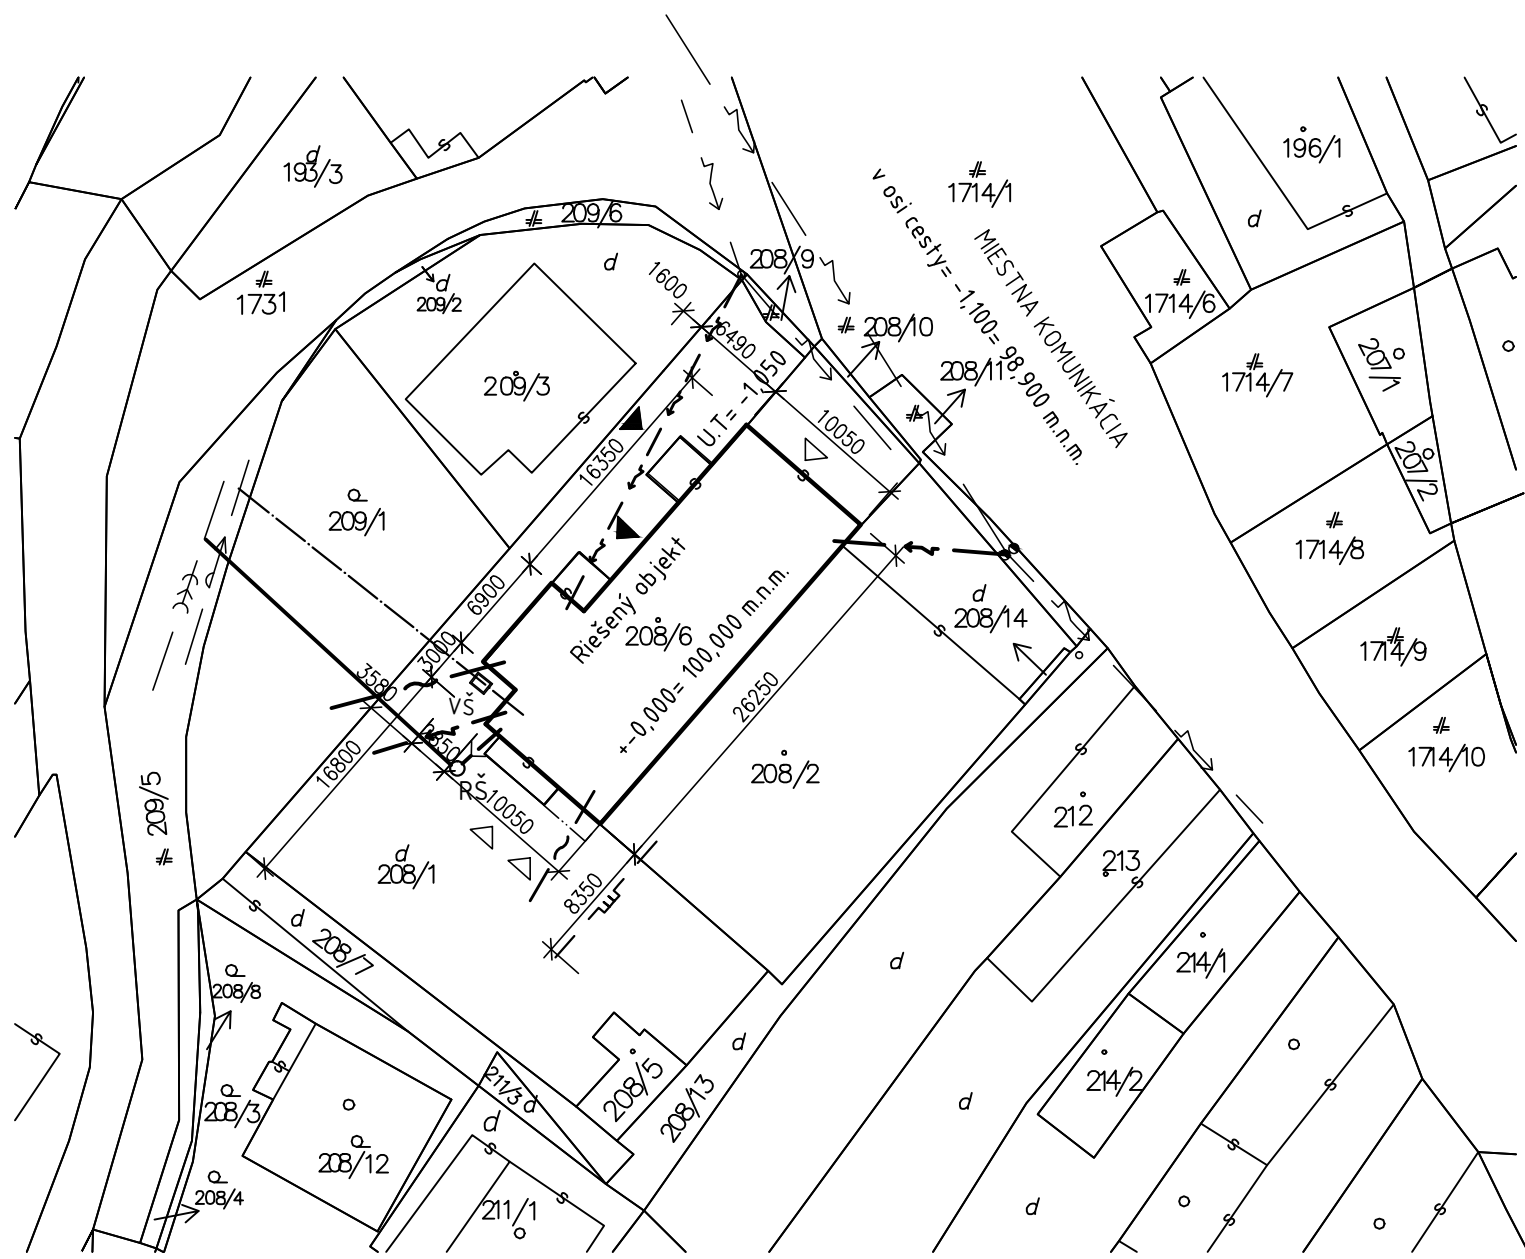 193/3
d
s
196/1
1714/1
v osi cesty= -1,100= 98,900 m.n.m.
MIESTNA KOMUNIKÁCIA
s
d
s
209/6
d
208/9
1600
1731
d
209/2
6490
208/10
1714/6
207/1
209/3
s
U.T.= -1,050
208/11
1714/7
10050
16350
s
s
207/2
209/1
1714/8
Riešený objekt
s
6900
208/6
+-0,000= 100,000 m.n.m.
d
208/14
s
3000
3580
VŠ
26250
1714/9
1714/10
s
16800
RŠ
s
10050
208/2
212
213
s
209/5
d
208/1
8350
s
d
208/7
208/8
d
214/1
s
208/3
s
208/12
208/4
211/3
d
d
s
211/1
s
208/5
208/13
d
d
214/2
d
s
s
s
s